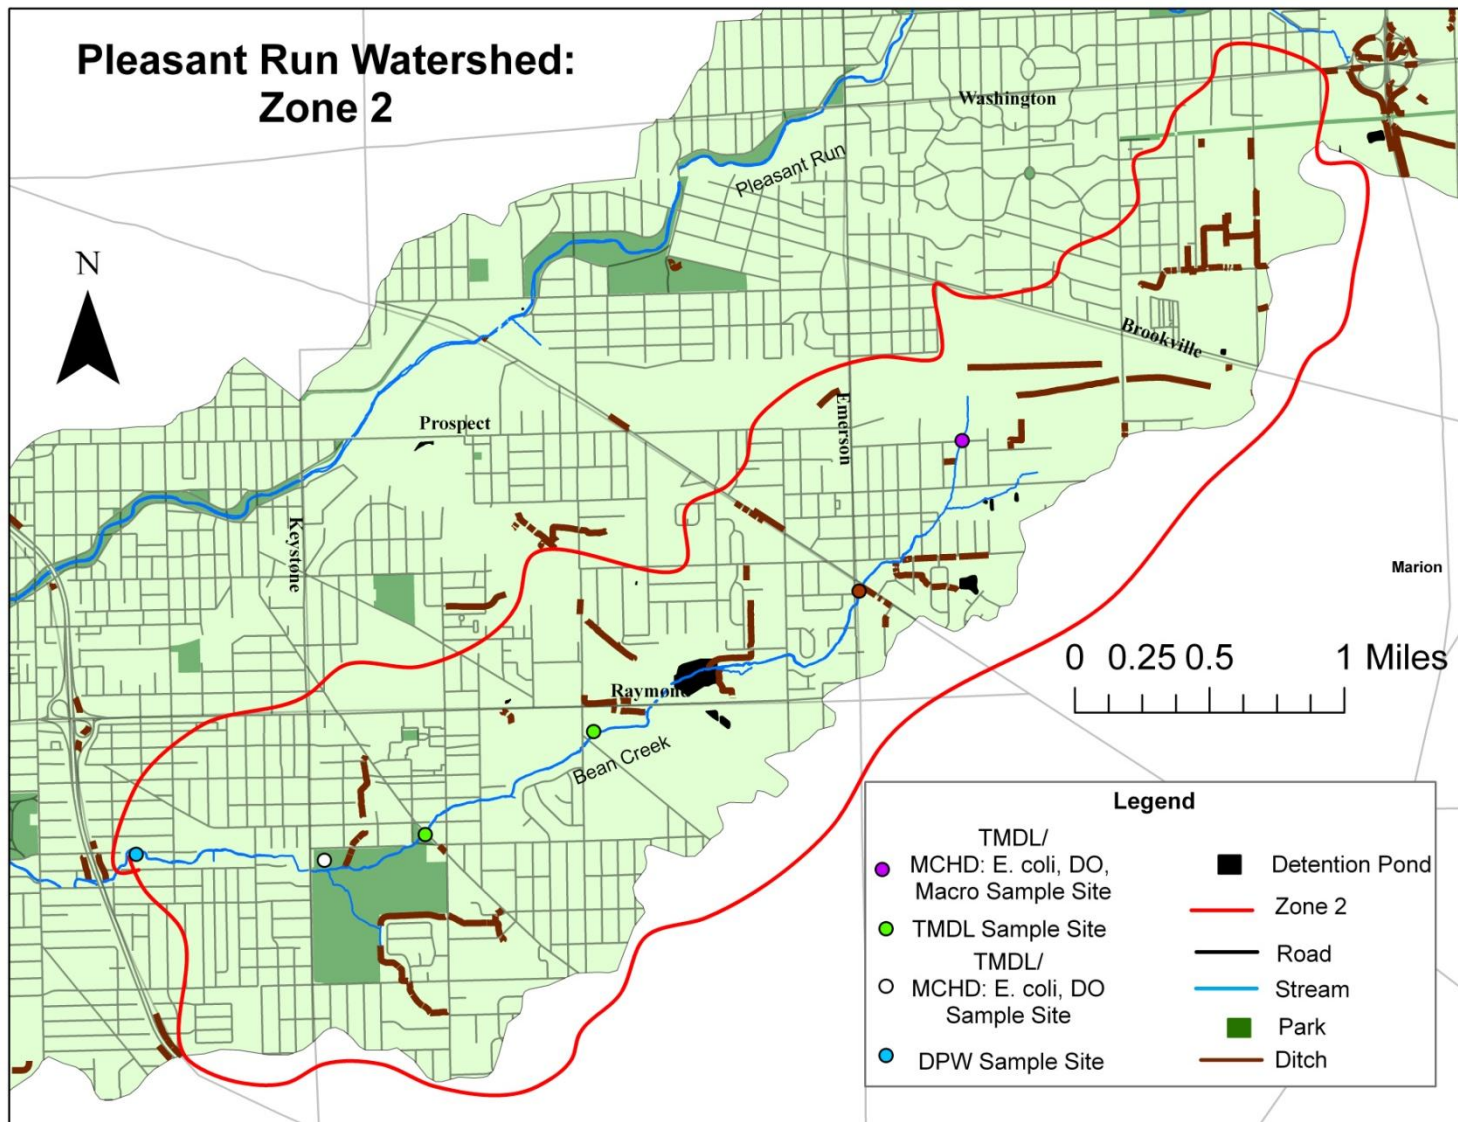 Pleasant Run Watershed:
Zone 2
Washington
Pleasant Run
N
Brookville
Prospect
Emerson
Keystone
Marion
0 0.25 0.5 1 Miles
Raymond
Bean Creek
Legend
TMDL/
MCHD: E. coli, DO,
Macro Sample Site
TMDL Sample Site
TMDL/
MCHD: E. coli, DO
Sample Site
DPW Sample Site
Detention Pond
Zone 2
Road
Stream
Park
Ditch